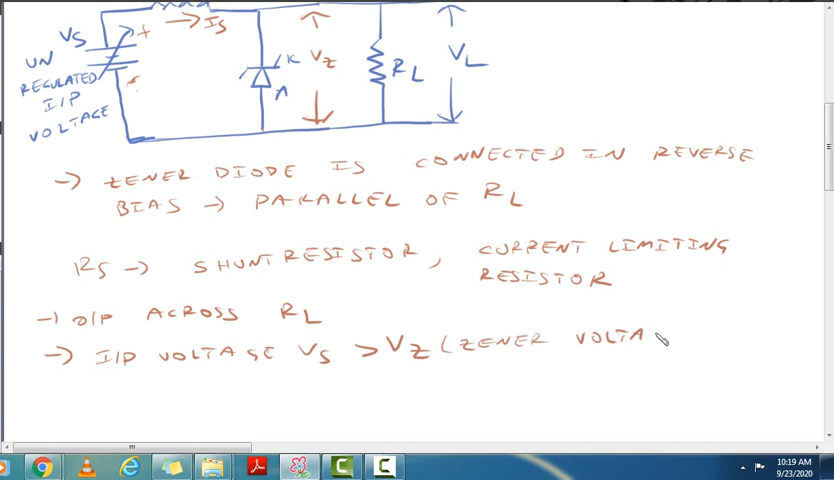 VS
+
→ IS
UN
REGULATED
I/P
VOLTAGE
K
A
VZ
RL
VL
→ ZENER DIODE IS CONNECTED IN REVERSE
BIAS → PARALLEL OF RL
RS → SHUNT RESISTOR, CURRENT LIMITING
RESISTOR
→ O/P ACROSS RL
→ I/P VOLTAGE VS > VZ (ZENER VOLTA
10:19 AM
9/23/2020